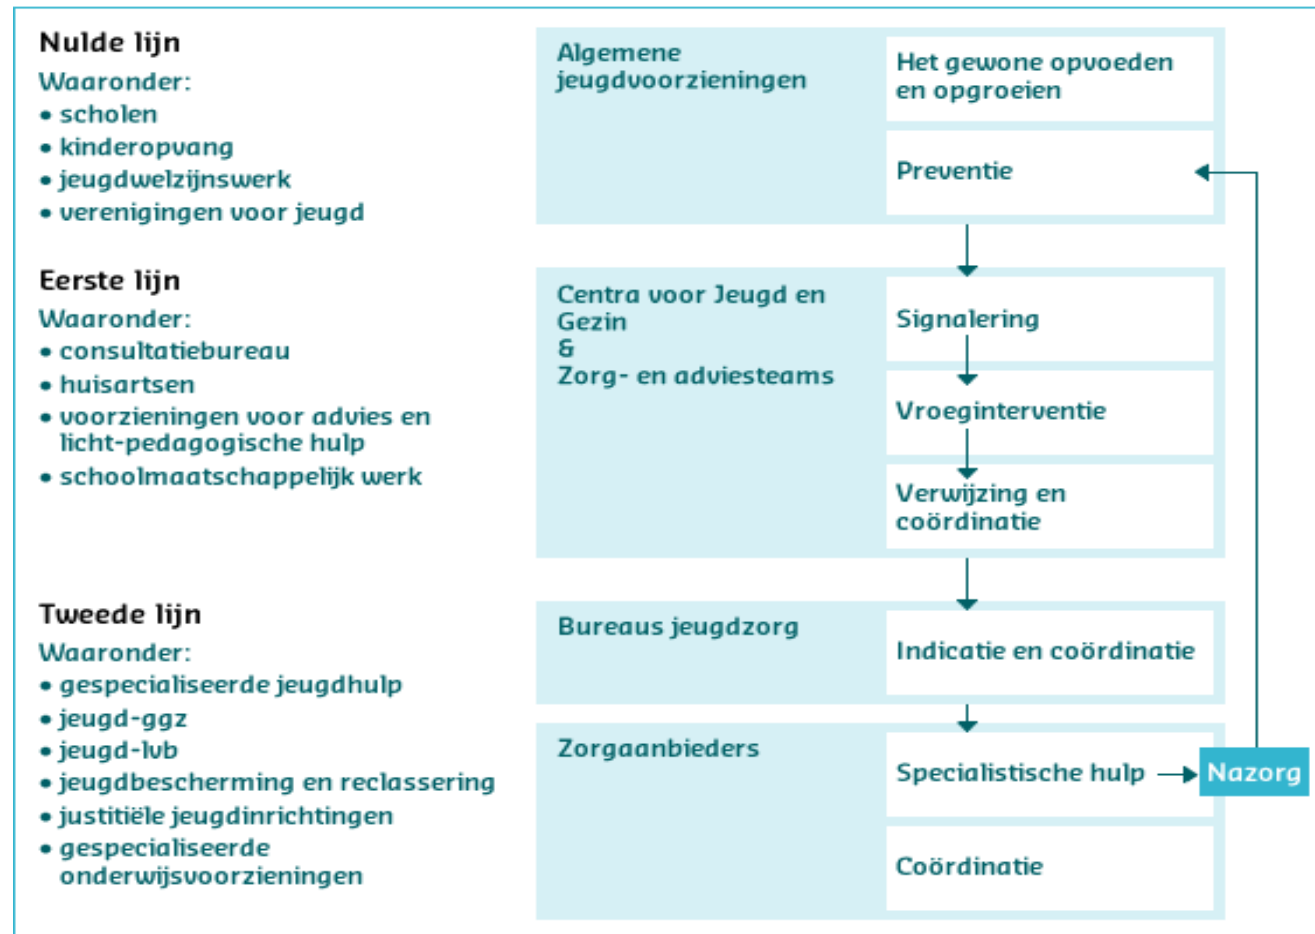 Nulde lijn
Waaronder:
• scholen
• kinderopvang
• jeugdwelzijnswerk
• verenigingen voor jeugd
Algemene
jeugdvoorzieningen
Het gewone opvoeden
en opgroeien
Preventie
Eerste lijn
Waaronder:
• consultatiebureau
• huisartsen
• voorzieningen voor advies en
licht-pedagogische hulp
• schoolmaatschappelijk werk
Centra voor Jeugd en
Gezin
&
Zorg- en adviesteams
Signalering
Vroeginterventie
Verwijzing en
coördinatie
Tweede lijn
Waaronder:
• gespecialiseerde jeugdhulp
• jeugd-ggz
• jeugd-lvb
• jeugdbescherming en reclassering
• justitiële jeugdinrichtingen
• gespecialiseerde
onderwijsvoorzieningen
Bureaus jeugdzorg
Indicatie en coördinatie
Zorgaanbieders
Specialistische hulp
Nazorg
Coördinatie